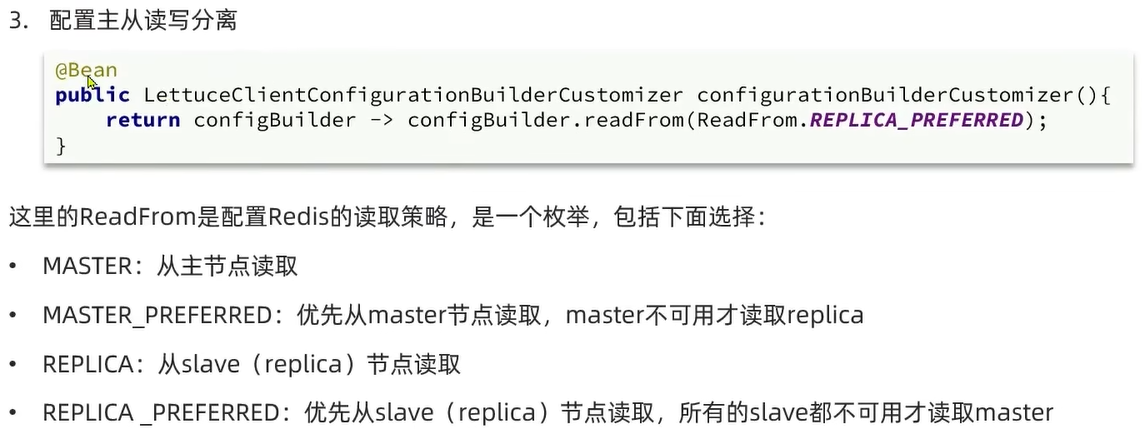 3. 配置主从读写分离
@Bean
public LettuceClientConfigurationBuilderCustomizer configurationBuilderCustomizer(){
    return configBuilder -> configBuilder.readFrom(ReadFrom.REPLICA_PREFERRED);
}
这里的ReadFrom是配置Redis的读取策略，是一个枚举，包括下面选择：
• MASTER：从主节点读取
• MASTER_PREFERRED：优先从master节点读取，master不可用才读取replica
• REPLICA：从slave（replica）节点读取
• REPLICA _PREFERRED：优先从slave（replica）节点读取，所有的slave都不可用才读取master